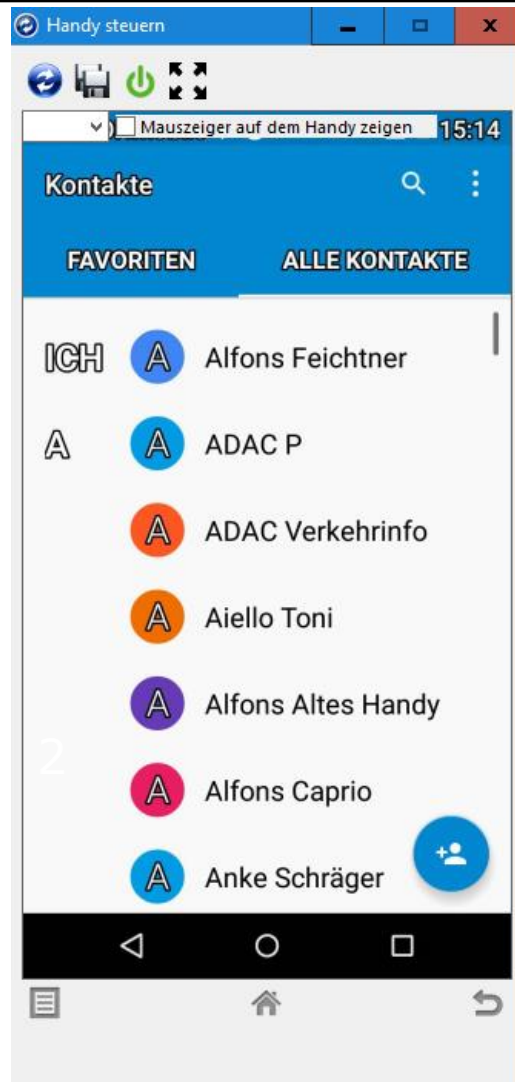 Handy steuern
Mauszeiger auf dem Handy zeigen 15:14
Kontakte
FAVORITEN ALLE KONTAKTE
ICH A Alfons Feichtner
A A ADAC P
A ADAC Verkehrinfo
A Aiello Toni
A Alfons Altes Handy
2
A Alfons Caprio
A Anke Schräger